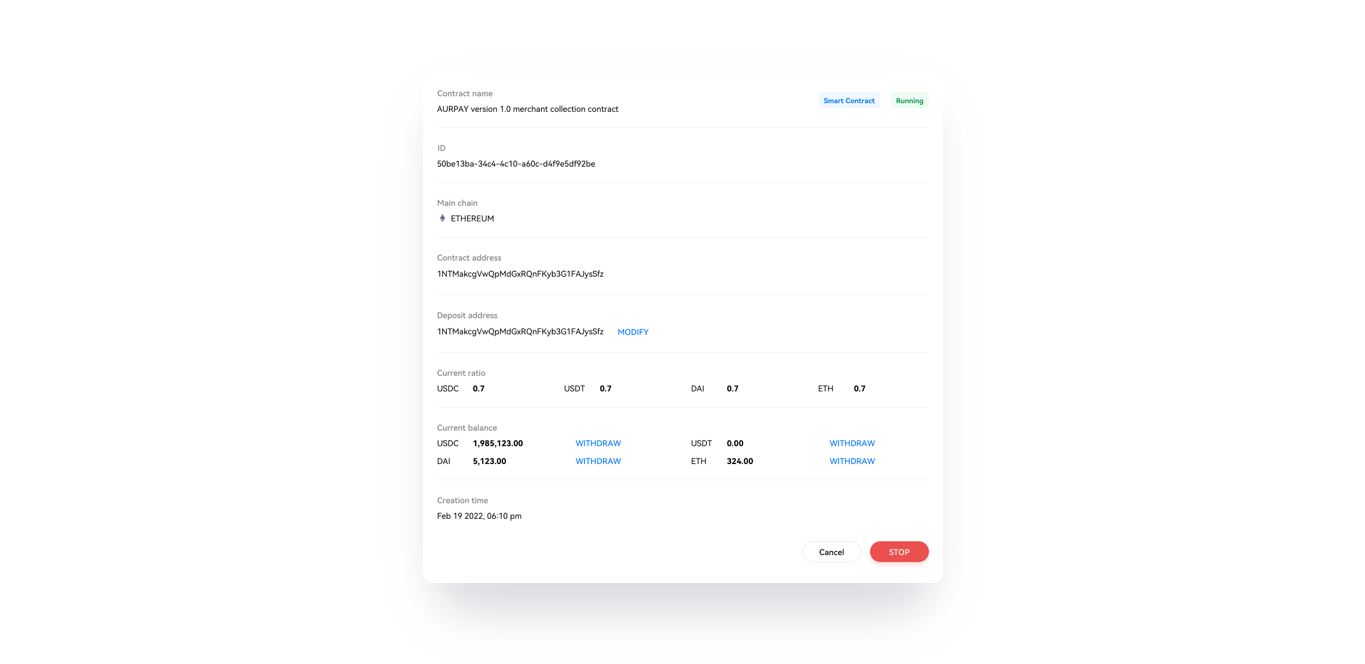 Contract name
AURPAY version 1.0 merchant collection contract
Smart Contract
Running
ID
50be13ba-34c4-4c10-a60c-d4f9e5df92be
Main chain
ETHEREUM
Contract address
1NTMakcgVwQpMdGxRQnFKyb3G1FAJysSfz
Deposit address
1NTMakcgVwQpMdGxRQnFKyb3G1FAJysSfz MODIFY
Current ratio
USDC 0.7 USDT 0.7 DAI 0.7 ETH 0.7
Current balance
USDC 1,985,123.00 WITHDRAW USDT 0.00 WITHDRAW
DAI 5,123.00 WITHDRAW ETH 324.00 WITHDRAW
Creation time
Feb 19 2022, 06:10 pm
Cancel STOP